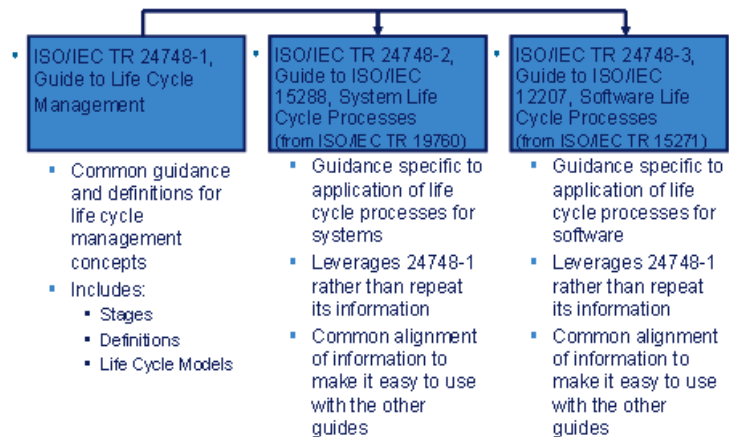 ISO/IEC TR 24748-1,
Guide to Life Cycle
Management
ISO/IEC TR 24748-2,
Guide to ISO/IEC
15288, System Life
Cycle Processes
(from ISO/IEC TR 19760)
ISO/IEC TR 24748-3,
Guide to ISO/IEC
12207, Software Life
Cycle Processes
(from ISO/IEC TR 15271)
Common guidance
and definitions for
life cycle
management
concepts
Includes:
Stages
Definitions
Life Cycle Models
Guidance specific to
application of life
cycle processes for
systems
Leverages 24748-1
rather than repeat
its information
Common alignment
of information to
make it easy to use
with the other
guides
Guidance specific to
application of life
cycle processes for
software
Leverages 24748-1
rather than repeat
its information
Common alignment
of information to
make it easy to use
with the other
guides